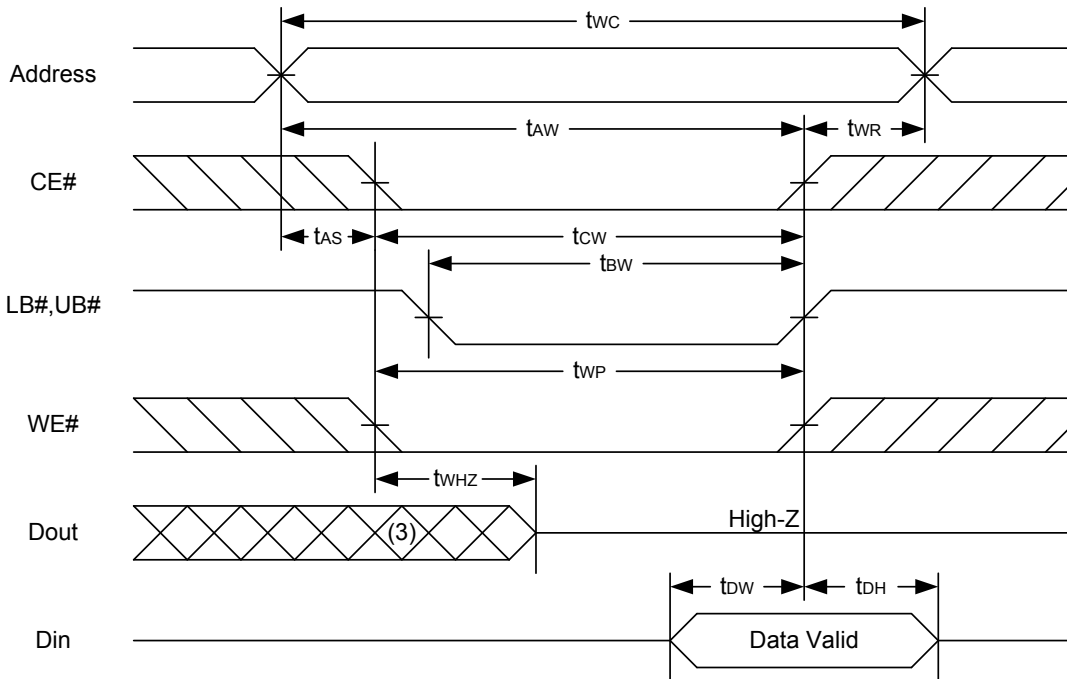 tWC
Address
tAW
tWR
CE#
tAS
tCW
tBW
LB#,UB#
tWP
WE#
tWHZ
Dout
(3)
High-Z
tDW
tDH
Din
Data Valid